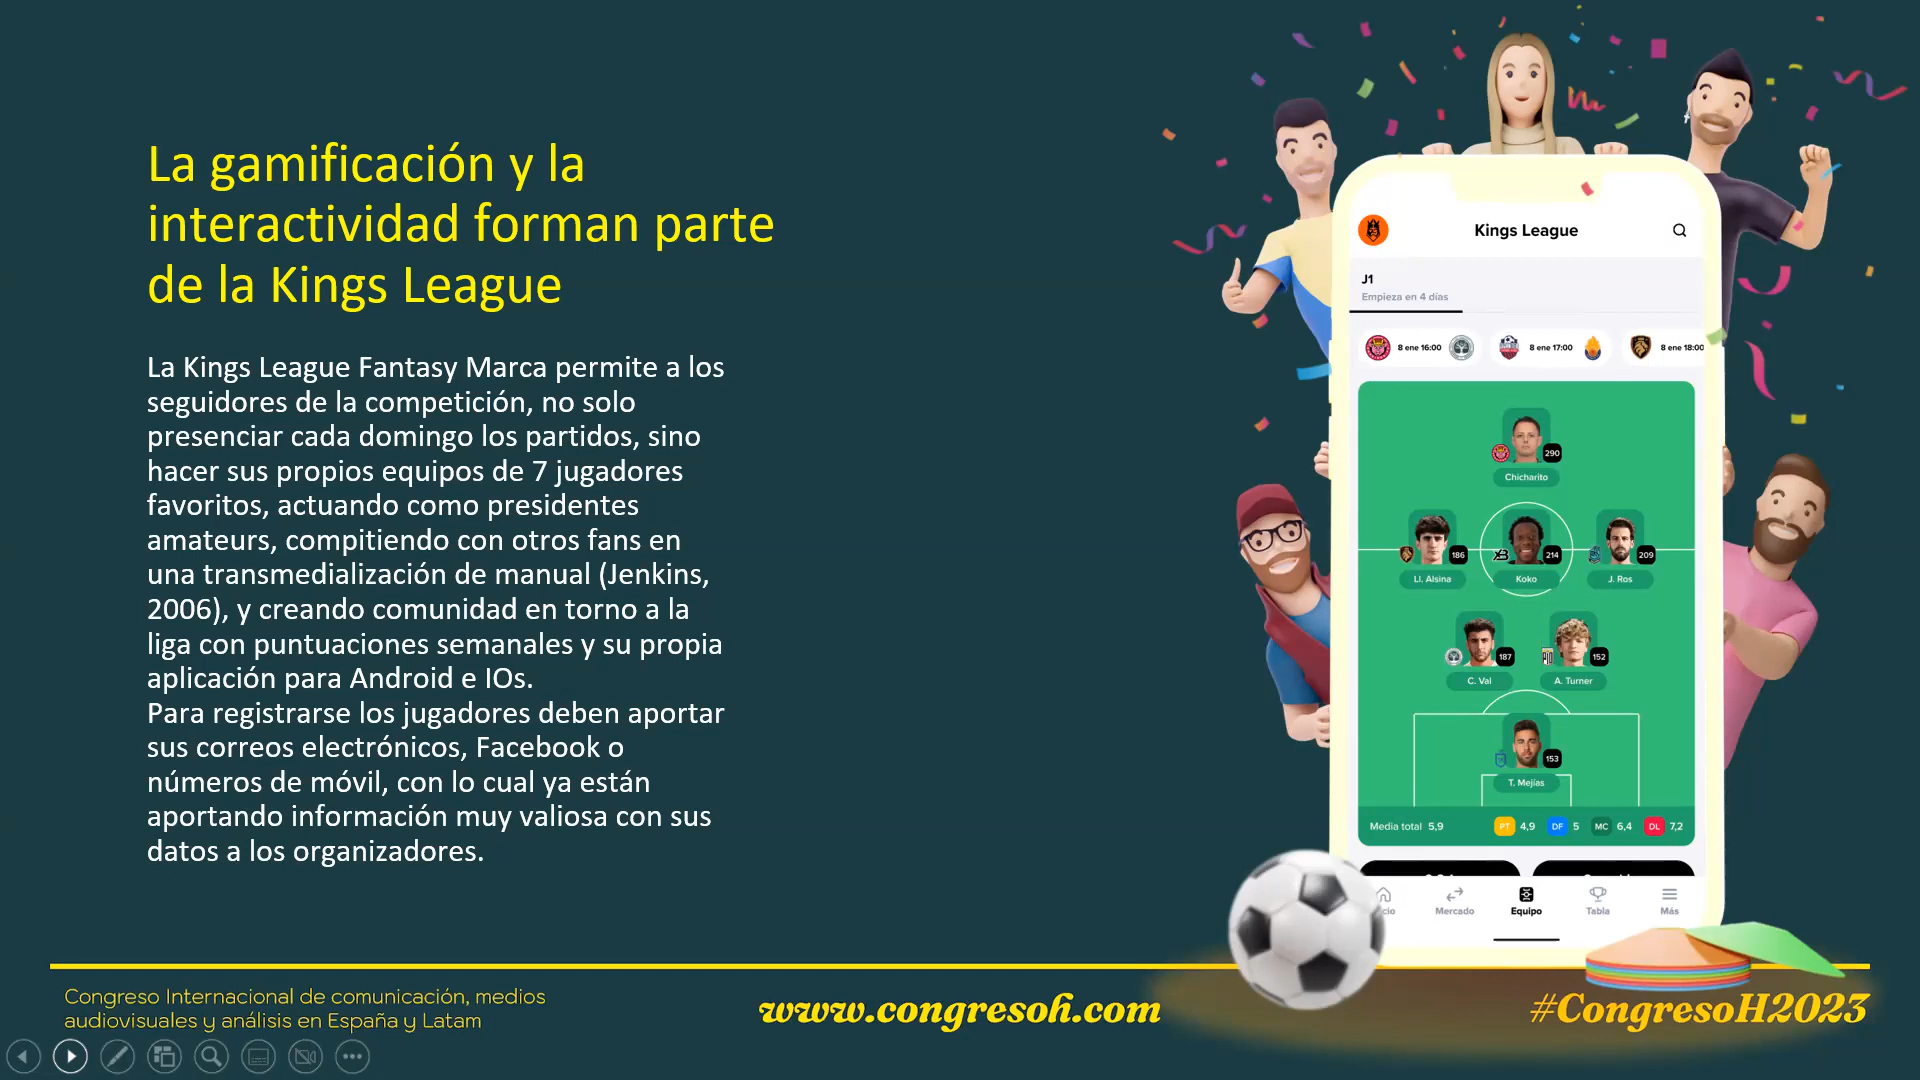 La gamificación y la
interactividad forman parte
de la Kings League
La Kings League Fantasy Marca permite a los
seguidores de la competición, no solo
presenciar cada domingo los partidos, sino
hacer sus propios equipos de 7 jugadores
favoritos, actuando como presidentes
amateurs, compitiendo con otros fans en
una transmedialización de manual (Jenkins,
2006), y creando comunidad en torno a la
liga con puntuaciones semanales y su propia
aplicación para Android e IOs.
Para registrarse los jugadores deben aportar
sus correos electrónicos, Facebook o
números de móvil, con lo cual ya están
aportando información muy valiosa con sus
datos a los organizadores.
Kings League
J1
Empieza en 4 días
8 ene 16:00 8 ene 17:00 8 ene 18:00
290
Chicharito
186 214 209
Ll. Alsina Koko J. Ros
187 152
C. Val A. Turner
153
T. Mejías
Media total 5,9 PT 4,9 DF 5 MC 6,4 DL 7,2
cio Mercado Equipo Tabla Más
Congreso Internacional de comunicación, medios
audiovisuales y análisis en España y Latam
www.congresoh.com
#CongresoH2023